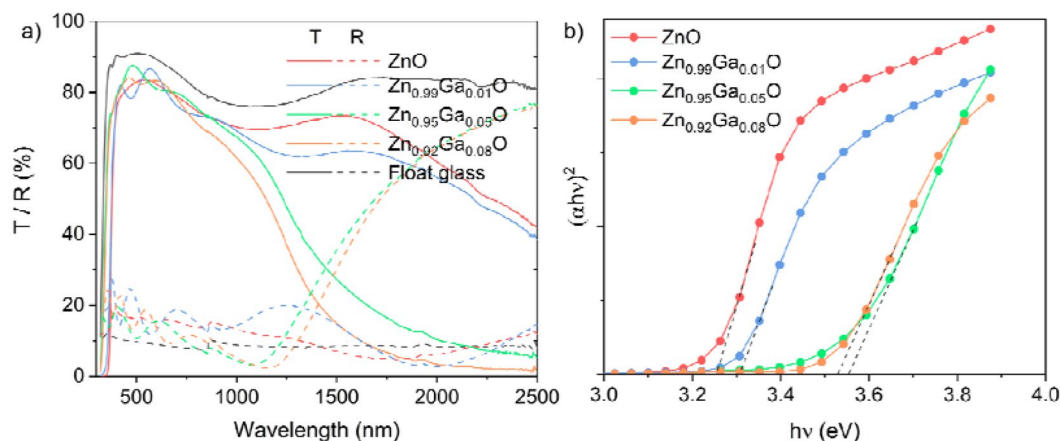 a)
T R
ZnO
Zn₀.₉₉Ga₀.₀₁O
Zn₀.₉₅Ga₀.₀₅O
Zn₀.₉₂Ga₀.₀₈O
Float glass
100
80
60
40
20
0
T / R (%)
500 1000 1500 2000 2500
Wavelength (nm)
b)
ZnO
Zn₀.₉₉Ga₀.₀₁O
Zn₀.₉₅Ga₀.₀₅O
Zn₀.₉₂Ga₀.₀₈O
(αhν)²
3.0 3.2 3.4 3.6 3.8 4.0
hν (eV)